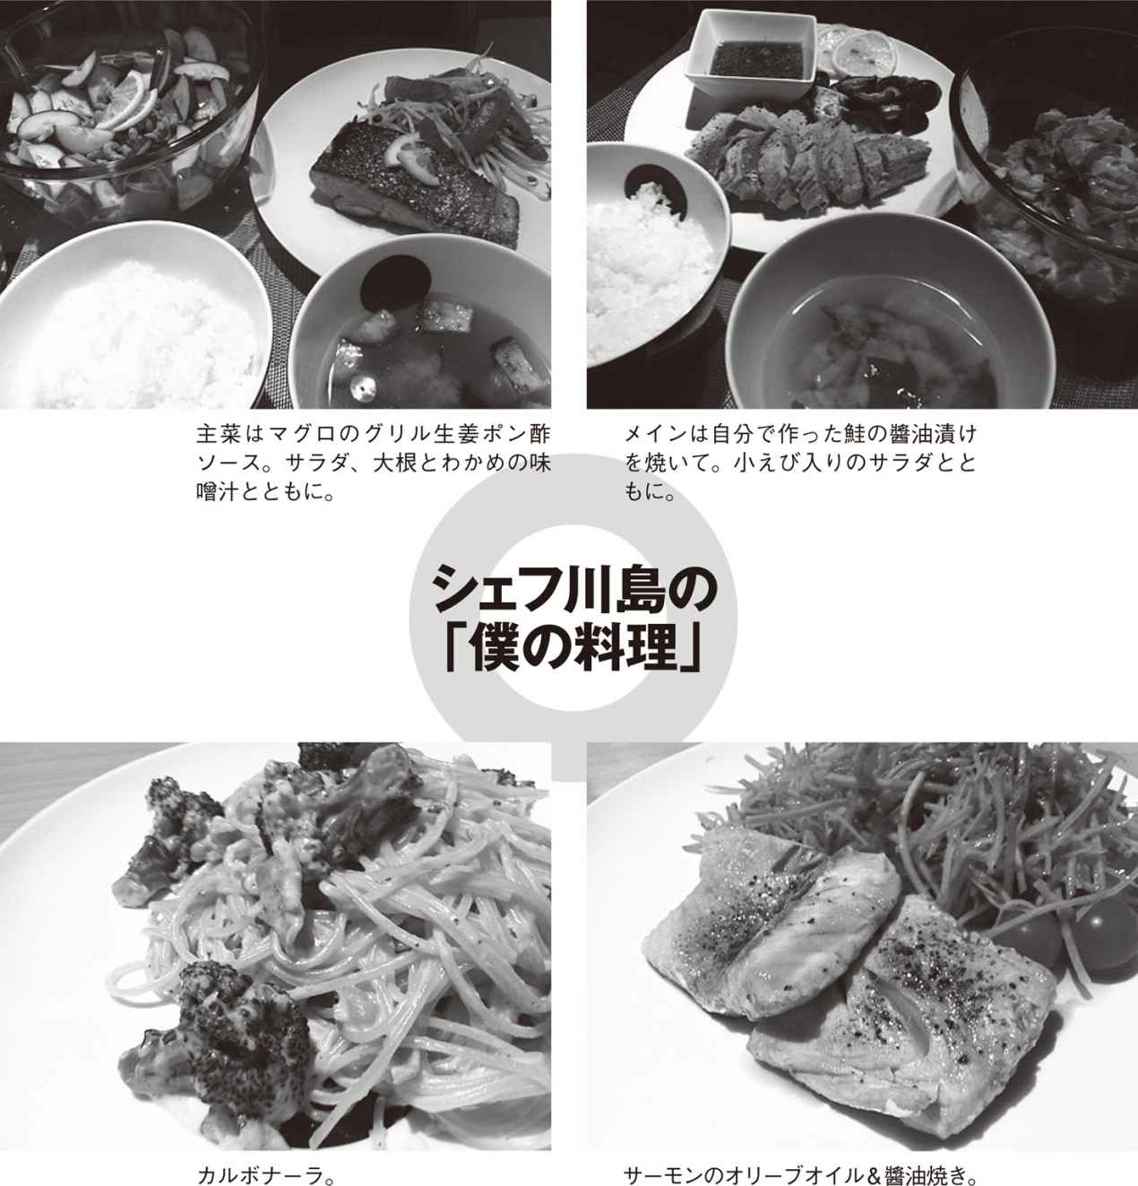 主菜はマグロのグリル生姜ポン酢
ソース。サラダ、大根とわかめの味
噌汁とともに。
メインは自分で作った鮭の醬油漬け
を焼いて。小えび入りのサラダとと
もに。
シェフ川島の
「僕の料理」
カルボナーラ。
サーモンのオリーブオイル&醬油焼き。